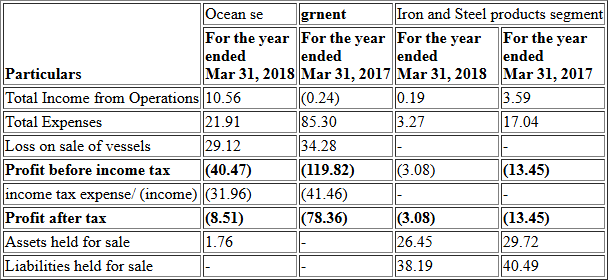 Particulars Ocean se grnent Iron and Steel products segment
For the year ended Mar 31, 2018 For the year ended Mar 31, 2017 For the year ended Mar 31, 2018 For the year ended Mar 31, 2017
Total Income from Operations 10.56 (0.24) 0.19 3.59
Total Expenses 21.91 85.30 3.27 17.04
Loss on sale of vessels 29.12 34.28 - -
Profit before income tax (40.47) (119.82) (3.08) (13.45)
income tax expense/ (income) (31.96) (41.46) - -
Profit after tax (8.51) (78.36) (3.08) (13.45)
Assets held for sale 1.76 - 26.45 29.72
Liabilities held for sale - - 38.19 40.49